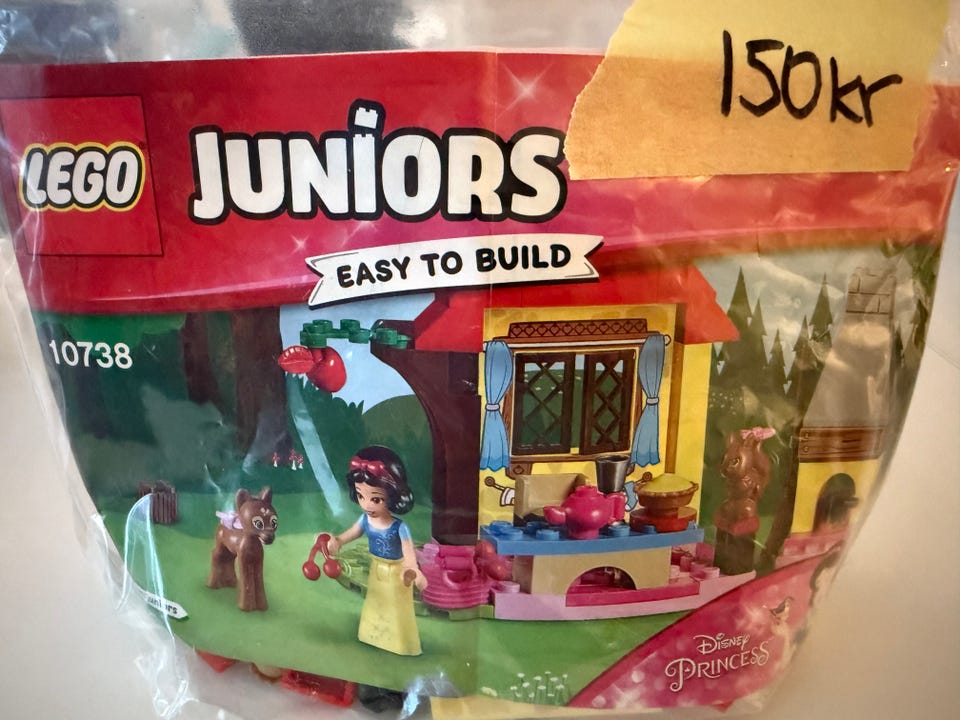 150kr
LEGO
JUNIORS
EASY TO BUILD
10738
Disney
PRINCESS